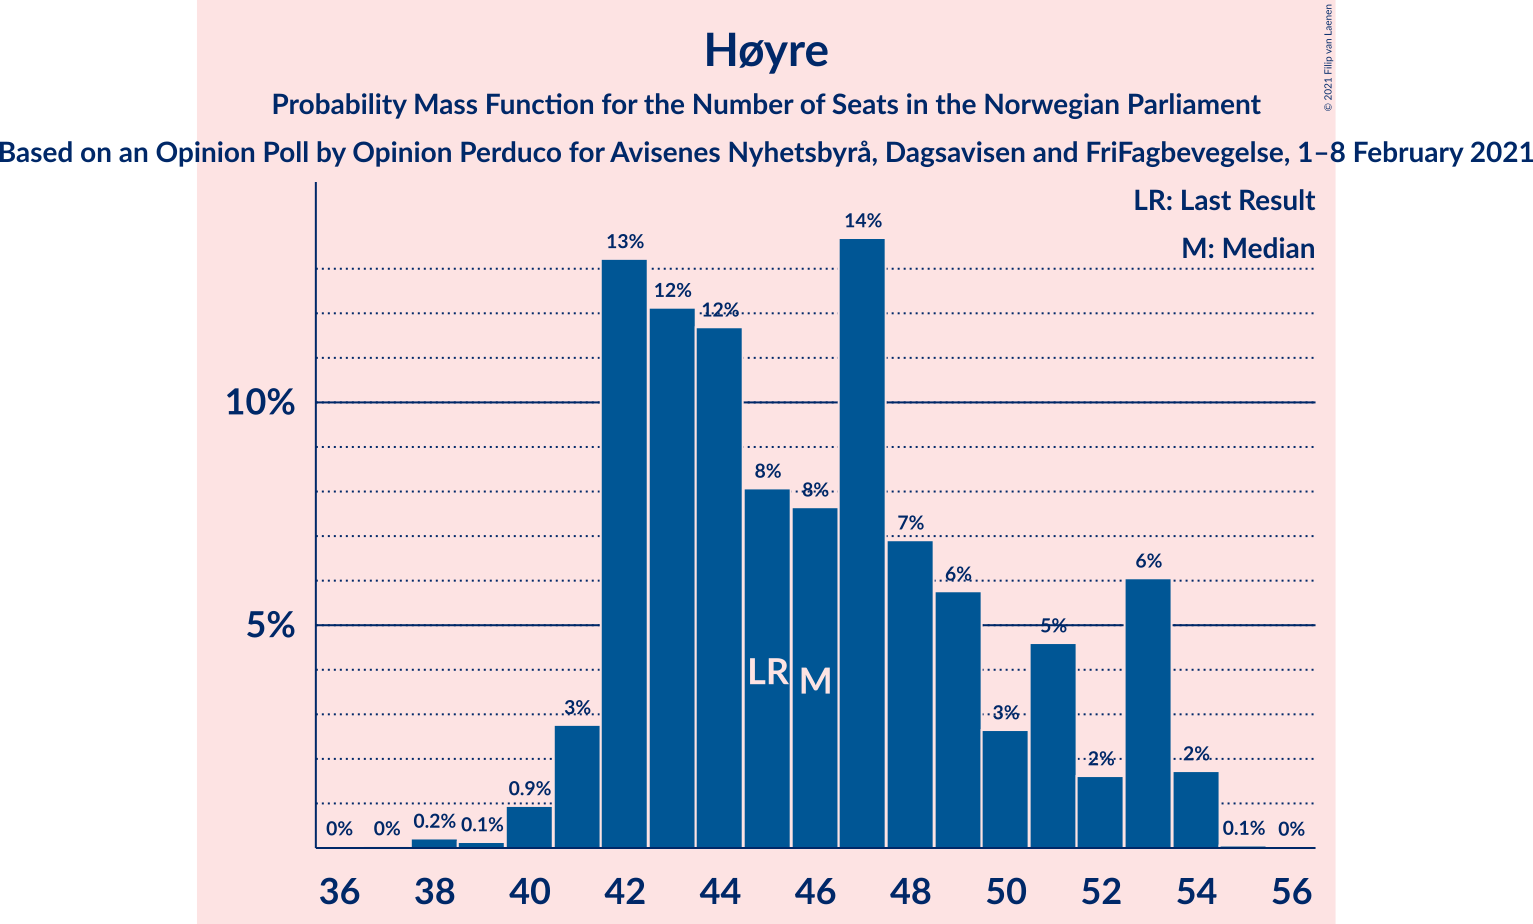 © 2021 Filip van Laenen
Høyre
Probability Mass Function for the Number of Seats in the Norwegian Parliament
Based on an Opinion Poll by Opinion Perduco for Avisenes Nyhetsbyrå, Dagsavisen and FriFagbevegelse, 1–8 February 2021
LR: Last Result
M: Median
10%
5%
0%
0%
0.2%
0.1%
0.9%
3%
13%
12%
12%
8%
8%
14%
7%
6%
3%
5%
2%
6%
2%
0.1%
0%
LR
M
36 38 40 42 44 46 48 50 52 54 56